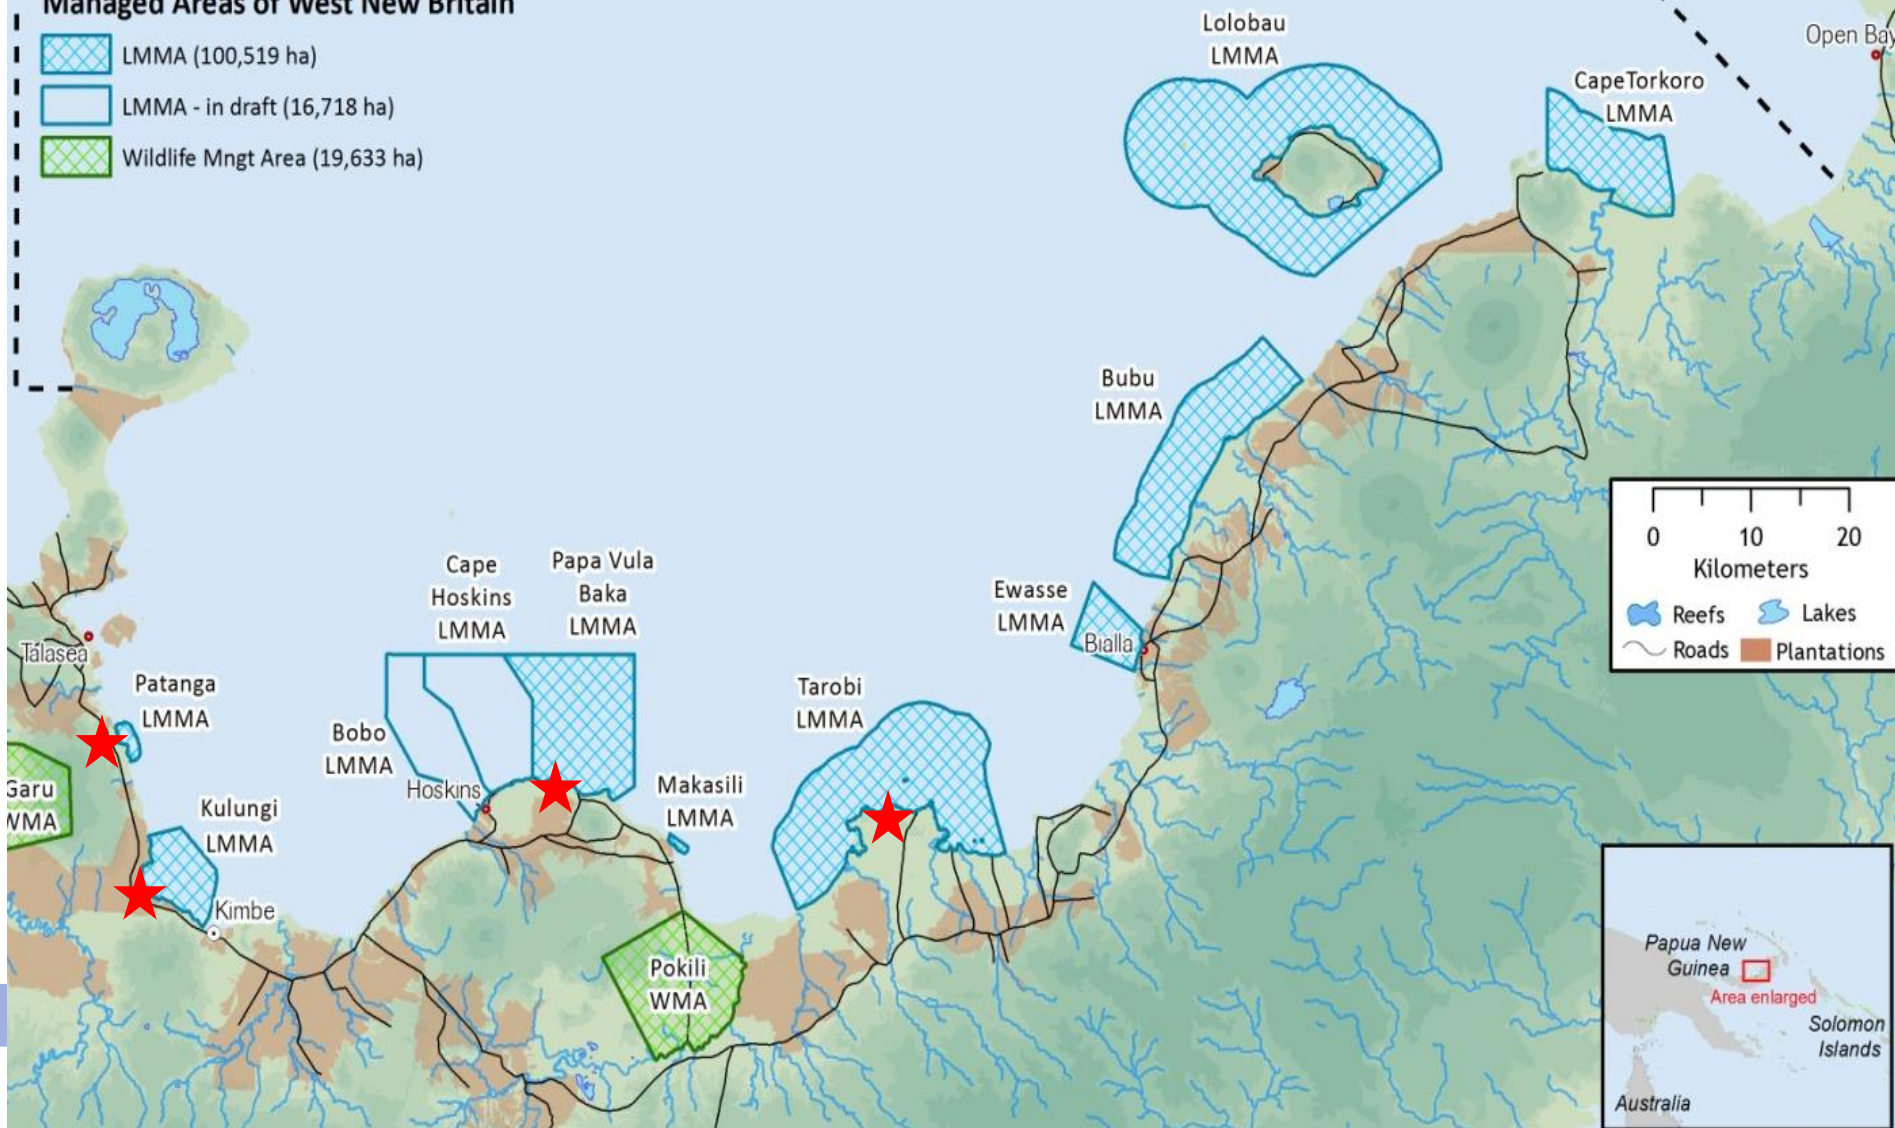 Managed Areas of West New Britain
LMMA (100,519 ha)
LMMA - in draft (16,718 ha)
Wildlife Mngt Area (19,633 ha)
Lolobau
LMMA
Open Bay
CapeTorkoro
LMMA
Bubu
LMMA
0 10 20
Kilometers
Reefs
Lakes
Roads
Plantations
Cape
Hoskins
LMMA
Papa Vula
Baka
LMMA
Ewasse
LMMA
Bialla
Talasea
Patanga
LMMA
Tarobi
LMMA
Bobo
LMMA
Hoskins
Makasili
LMMA
Garu
WMA
Kulungi
LMMA
Kimbe
Pokili
WMA
Papua New
Guinea
Area enlarged
Solomon
Islands
Australia